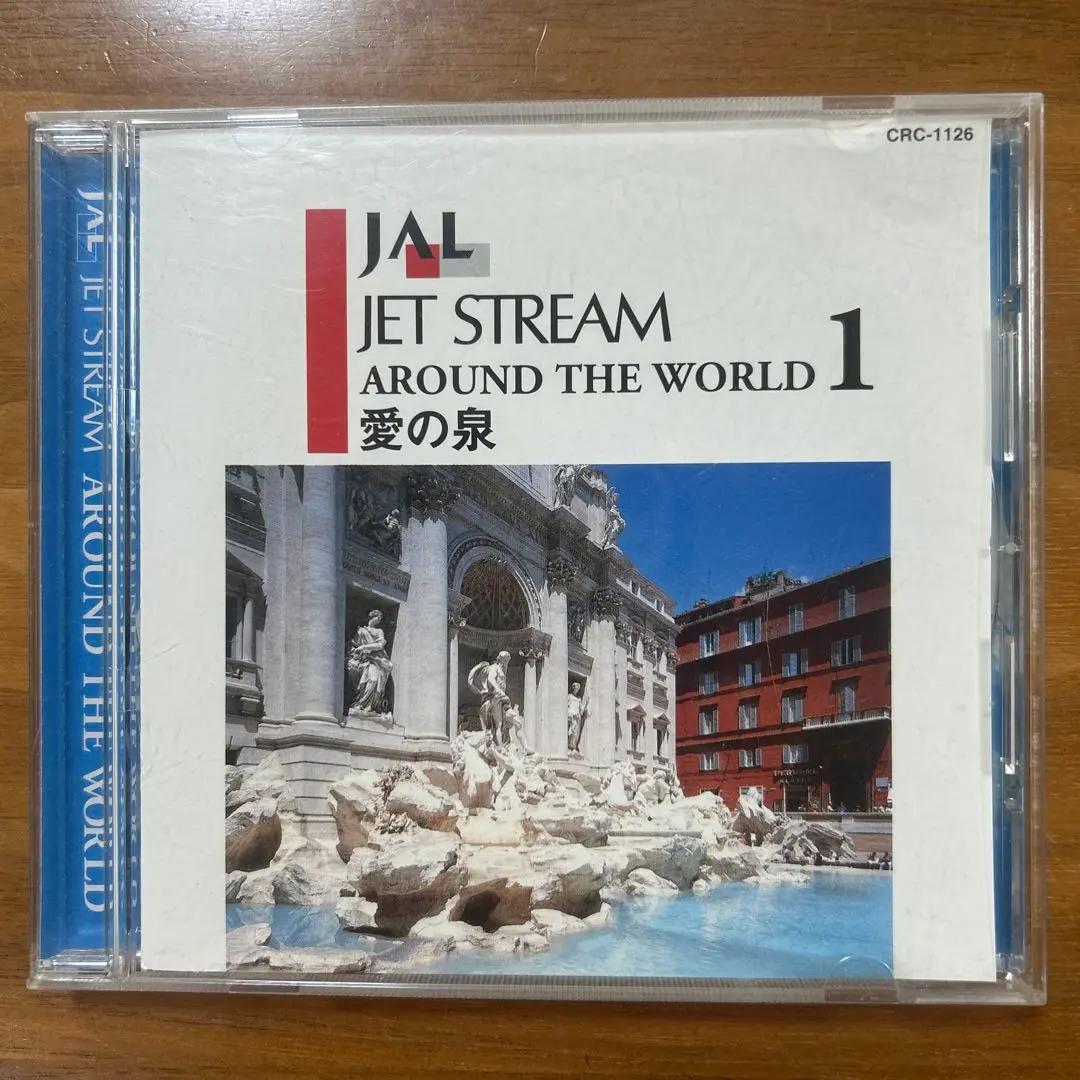 CRC-1126
JAL
JET STREAM
AROUND THE WORLD 1
愛の泉
JAL JET STREAM AROUND THE WORLD